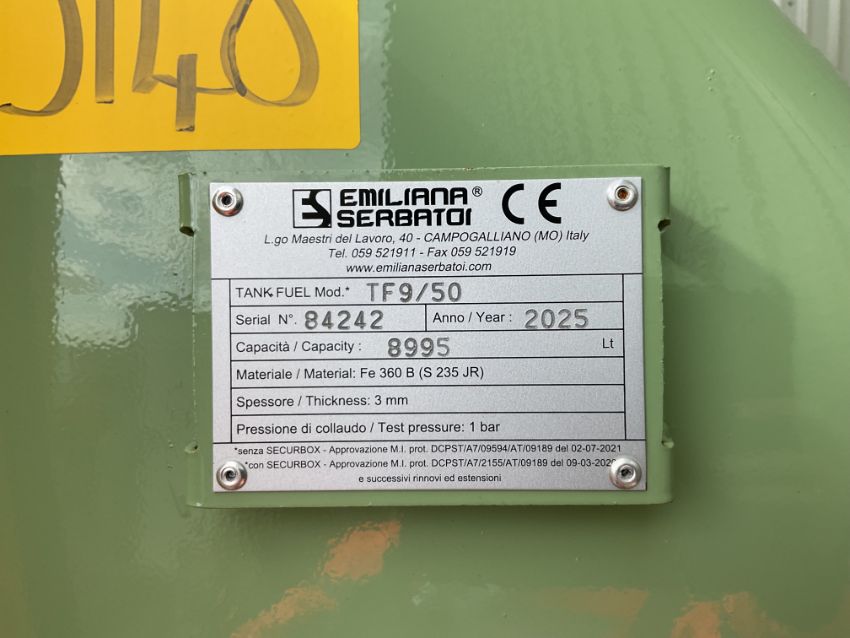 EMILIANA®
SERBATOI
CE
L.go Maestri del Lavoro, 40 - CAMPOGALLIANO (MO) Italy
Tel. 059 521911 - Fax 059 521919
www.emilianaserbatoi.com
TANK FUEL Mod.* TF9/50
Serial N°. 84242 Anno / Year : 2025
Capacità / Capacity : 8995 Lt
Materiale / Material: Fe 360 B (S 235 JR)
Spessore / Thickness: 3 mm
Pressione di collaudo / Test pressure: 1 bar
*senza SECURBOX - Approvazione M.I. prot. DCPST/A7/09594/AT/09189 del 02-07-2021
*con SECURBOX - Approvazione M.I. prot. DCPST/A7/2155/AT/09189 del
e successivi rinnovi ed estensioni